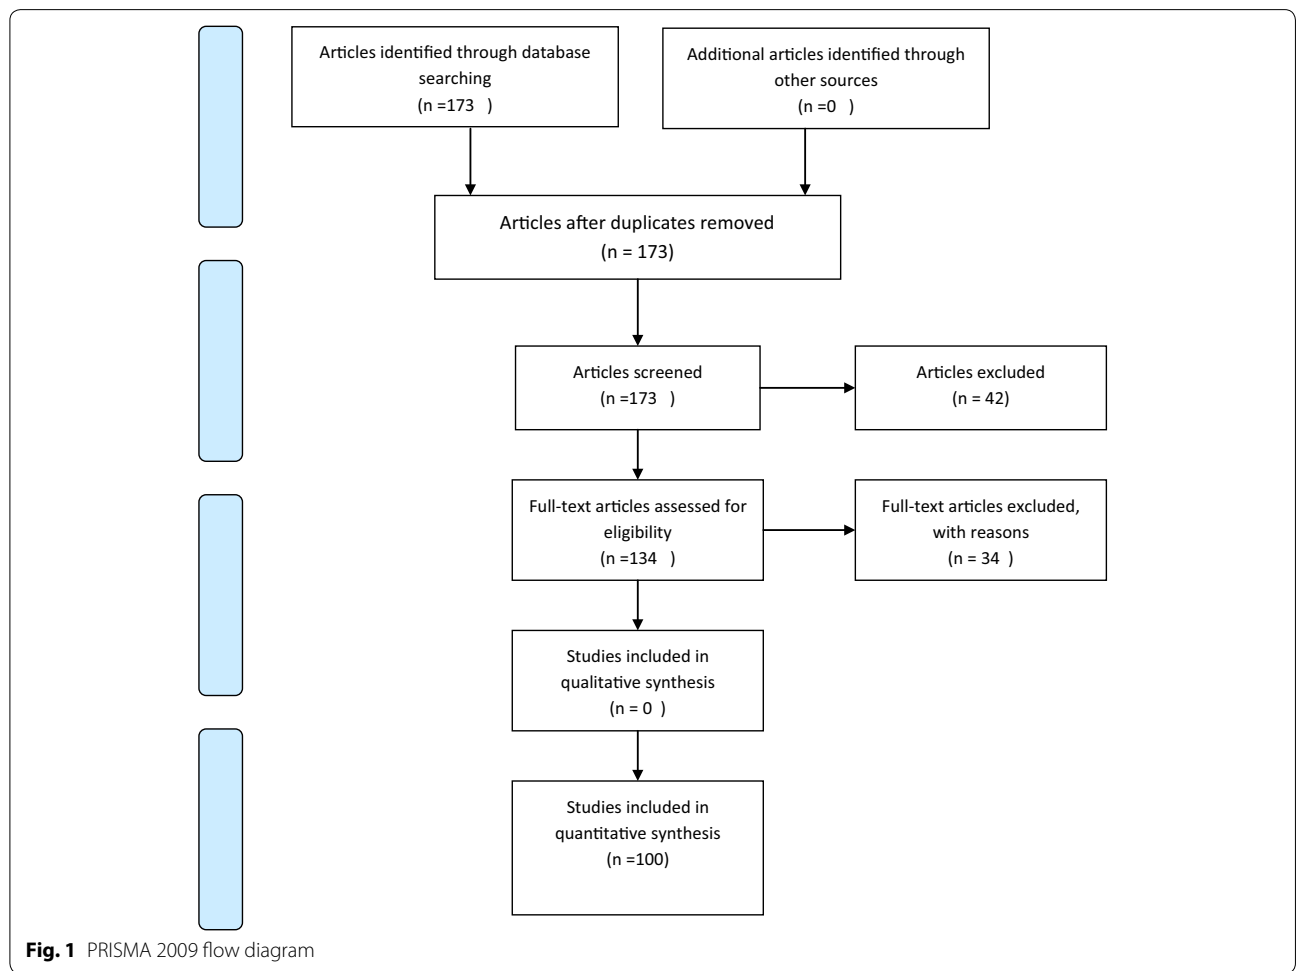 Articles identified through database
searching
(n =173   )
Additional articles identified through
other sources
(n =0   )
Articles after duplicates removed
(n = 173)
Articles screened
(n =173   )
Articles excluded
(n = 42)
Full-text articles assessed for
eligibility
(n =134   )
Full-text articles excluded,
with reasons
(n = 34  )
Studies included in
qualitative synthesis
(n = 0  )
Studies included in
quantitative synthesis
(n =100)
Fig. 1 PRISMA 2009 flow diagram